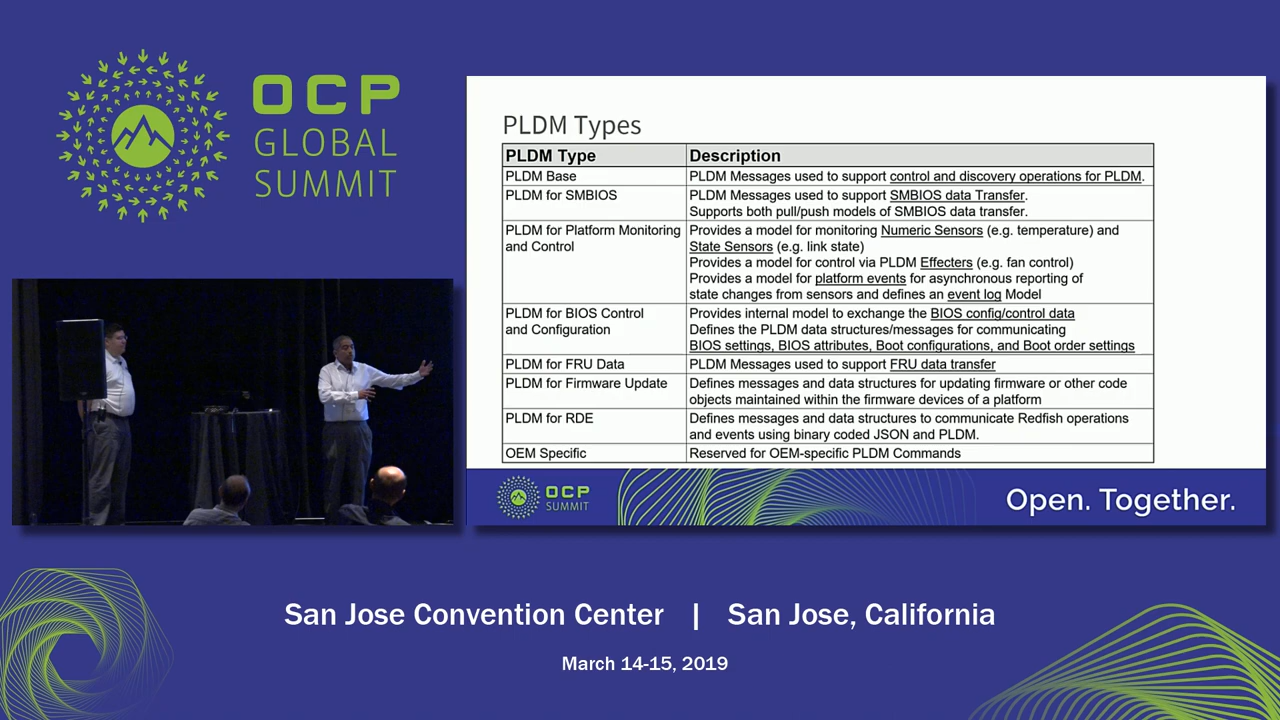 OCP
GLOBAL
SUMMIT
PLDM Types
PLDM Type Description
PLDM Base PLDM Messages used to support control and discovery operations for PLDM.
PLDM for SMBIOS PLDM Messages used to support SMBIOS data Transfer.
Supports both pull/push models of SMBIOS data transfer.
PLDM for Platform Monitoring Provides a model for monitoring Numeric Sensors (e.g. temperature) and
and Control State Sensors (e.g. link state)
Provides a model for control via PLDM Effecters (e.g. fan control)
Provides a model for platform events for asynchronous reporting of
state changes from sensors and defines an event log Model
PLDM for BIOS Control Provides internal model to exchange the BIOS config/control data
and Configuration Defines the PLDM data structures/messages for communicating
BIOS settings, BIOS attributes, Boot configurations, and Boot order settings
PLDM for FRU Data PLDM Messages used to support FRU data transfer
PLDM for Firmware Update Defines messages and data structures for updating firmware or other code
objects maintained within the firmware devices of a platform
PLDM for RDE Defines messages and data structures to communicate Redfish operations
and events using binary coded JSON and PLDM.
OEM Specific Reserved for OEM-specific PLDM Commands
OCP
SUMMIT
Open. Together.
San Jose Convention Center | San Jose, California
March 14-15, 2019